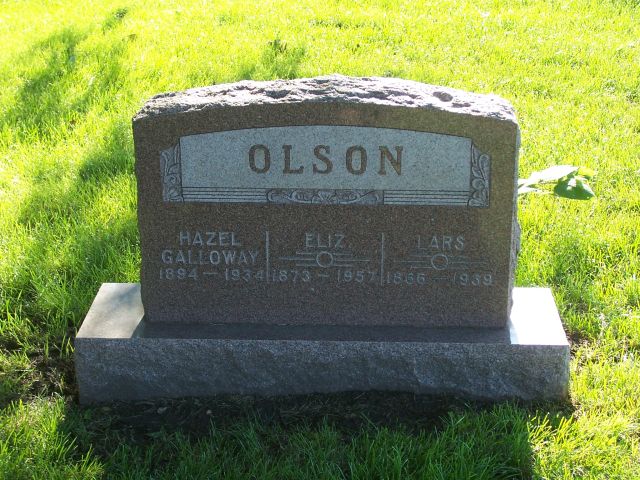 OLSON
HAZEL
GALLOWAY
1894 — 1934
ELIZ.
1873 — 1957
LARS
1866 — 1939